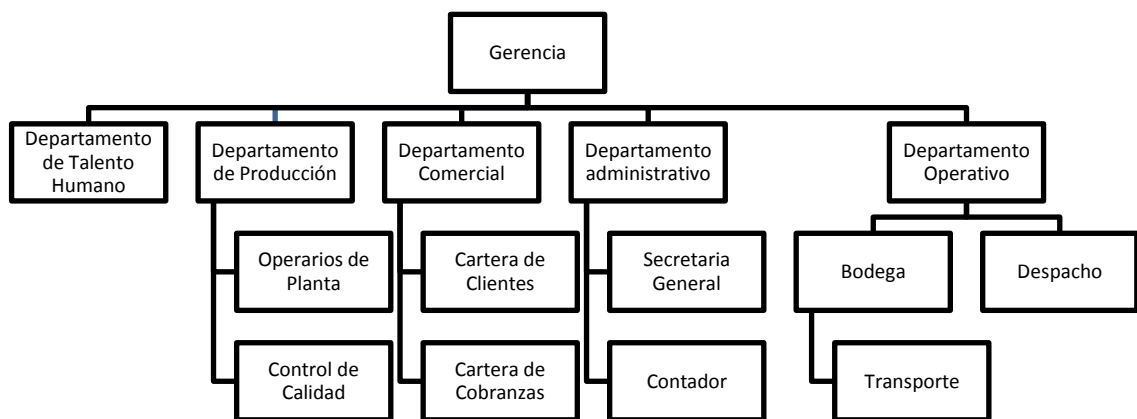 Gerencia
Departamento
de Talento
Humano
Departamento
de Producción
Departamento
Comercial
Departamento
administrativo
Departamento
Operativo
Operarios de
Planta
Cartera de
Clientes
Secretaria
General
Bodega
Despacho
Control de
Calidad
Cartera de
Cobranzas
Contador
Transporte